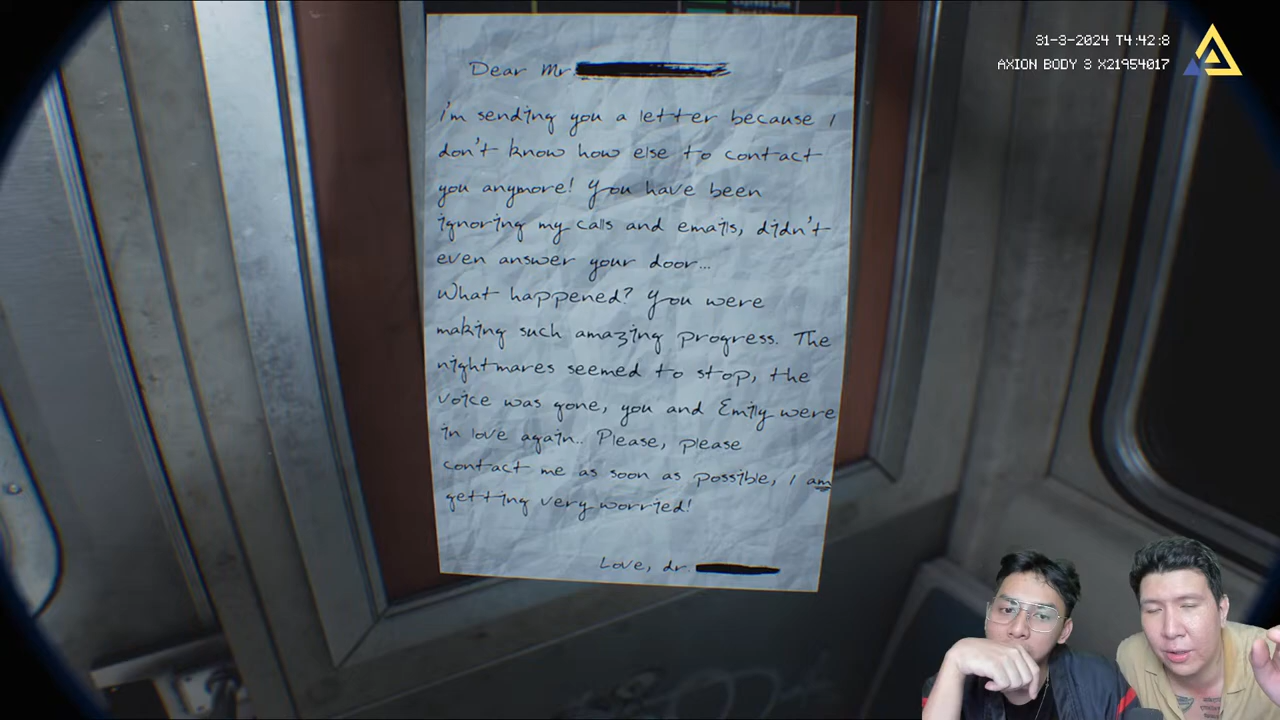 31-3-2024 T4:42:8
AXION BODY 3 X21954017
Dear Mr
i'm sending you a letter because I
don't know how else to contact
you anymore! You have been
ignoring my calls and emails, didn't
even answer your door...
What happened? You were
making such amazing progress. The
nightmares seemed to stop, the
voice was gone, you and Emily were
in love again.. Please, please
contact me as soon as possible, I am
getting very worried!
Love, dr.